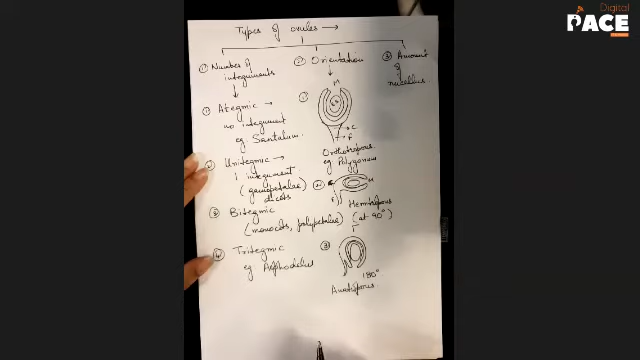 Types of ovules →
① Number of integuments
① Ategmic →
no integument
eg Santalum.
② Unitegmic →
1 integument
(gamopetalae) dicots
③ Bitegmic
(monocots, polypetalae)
④ Tritegmic
eg Asphodelus
② Orientation
①
M
C
F
Orthotropous
eg Polygonum
②
M
F
Hemitropous
(at 90°)
③
180°
Anatropous.
③ Amount of nucellus
Digital
PACE